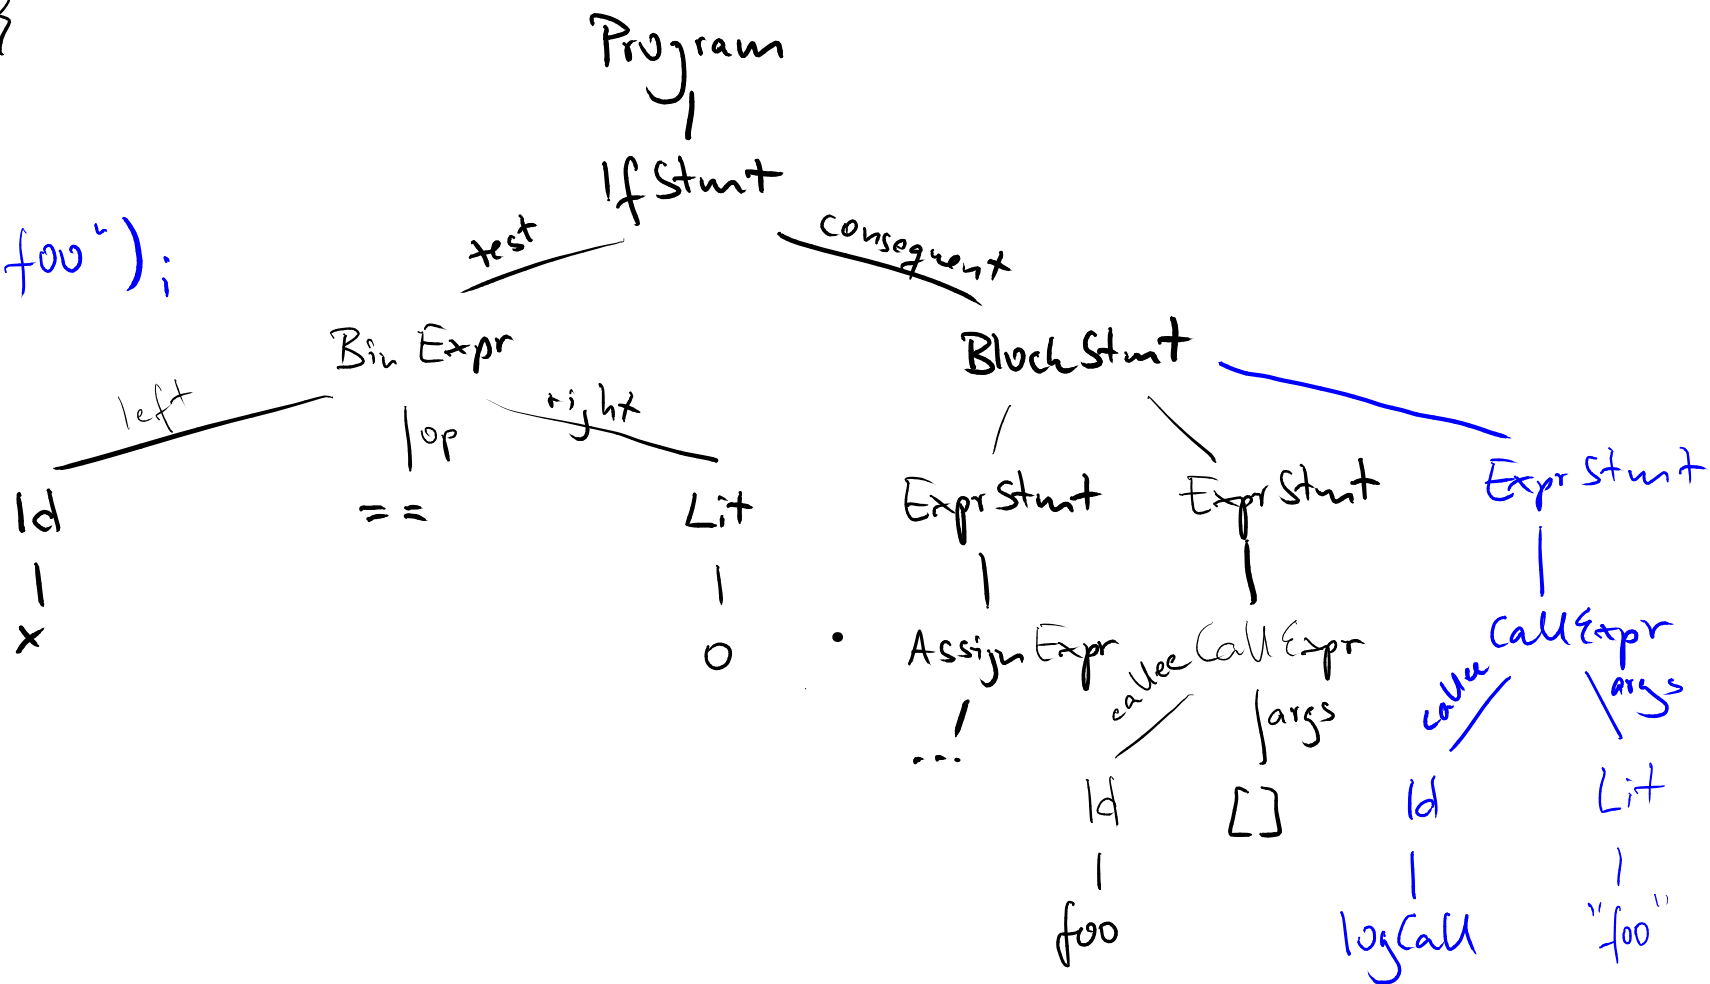 }
Program
IfStmt
test consequent
foo");
BinExpr BlockStmt
left op right
Id == Lit ExprStmt ExprStmt ExprStmt
x 0 AssignExpr CallExpr CallExpr
callee args callee args
...
Id [] Id Lit
foo logCall "foo"